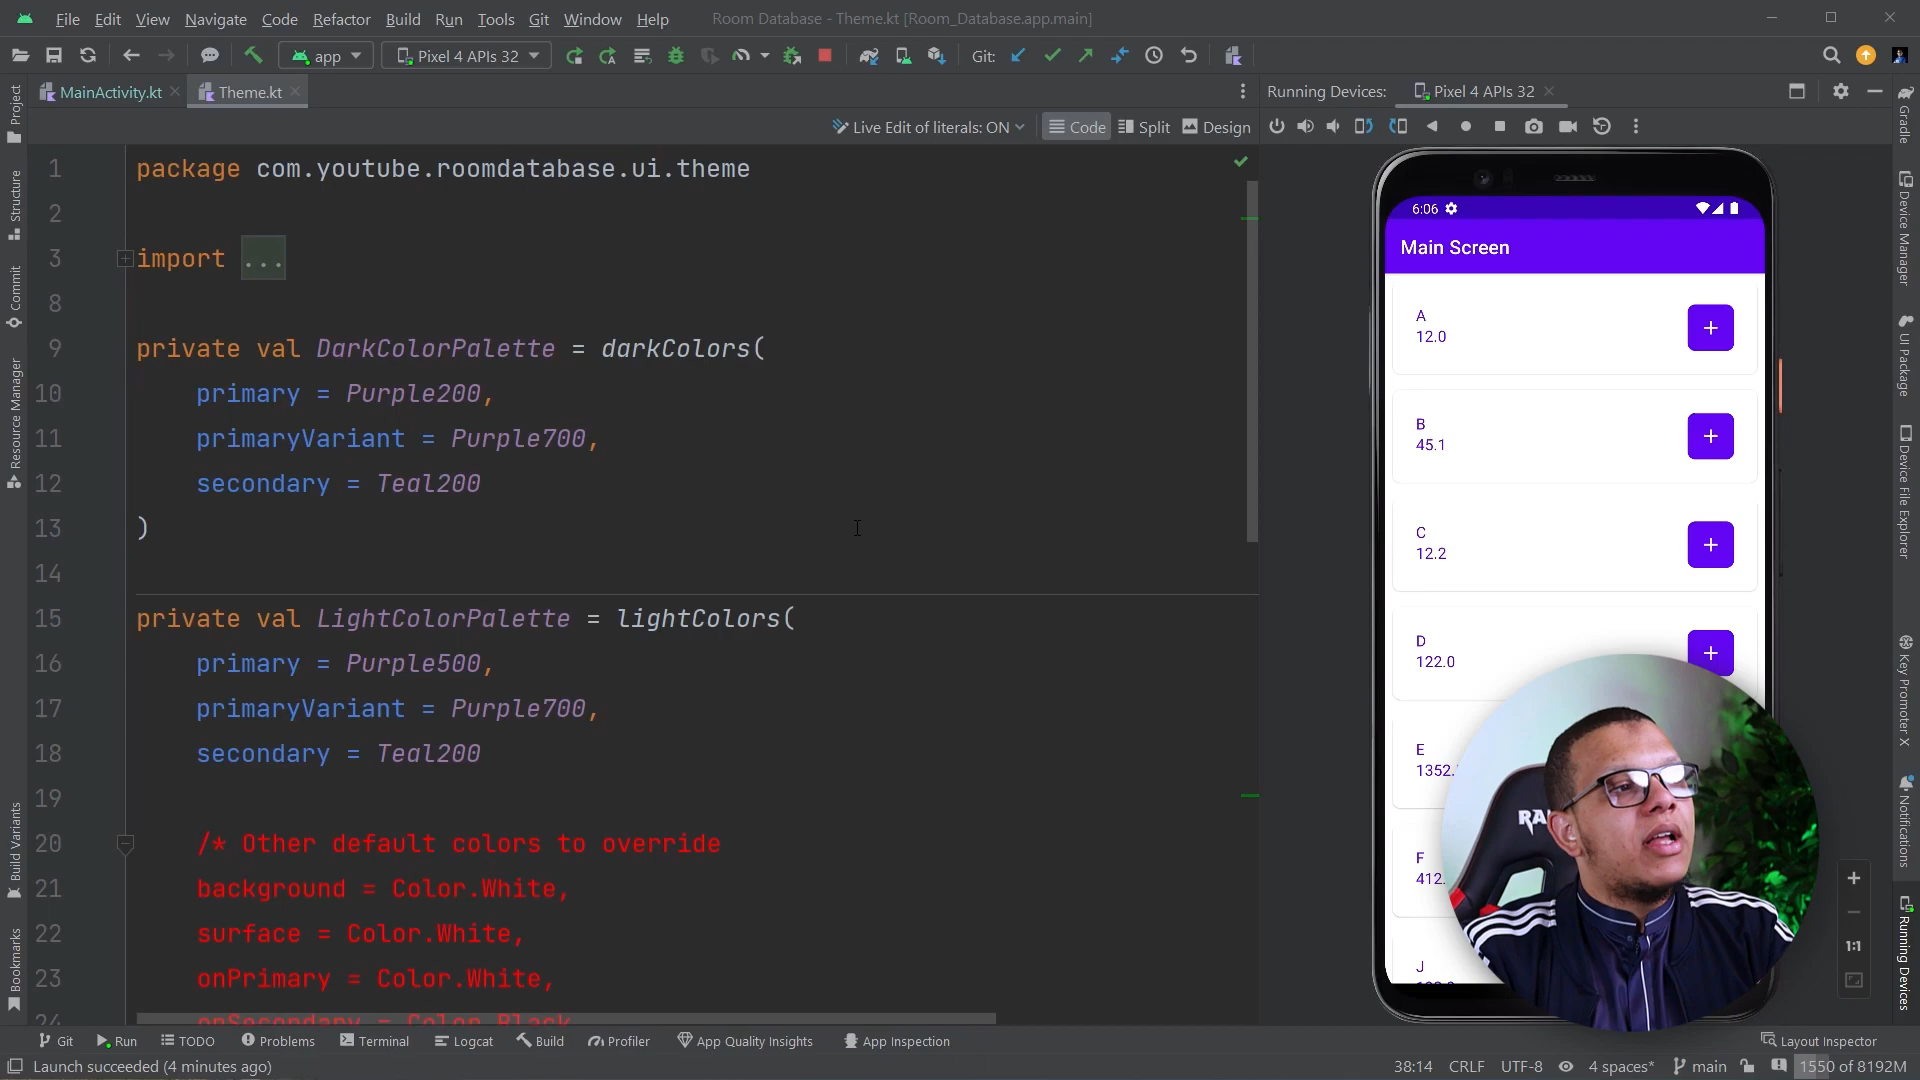 File Edit View Navigate Code Refactor Build Run Tools Git Window Help
Room Database - Theme.kt [Room_Database.app.main]
app
Pixel 4 APIs 32
Git:
MainActivity.kt
Theme.kt
Running Devices:
Pixel 4 APIs 32
Live Edit of literals: ON
Code
Split
Design
1 package com.youtube.roomdatabase.ui.theme
2
3 import ...
8
9 private val DarkColorPalette = darkColors(
10 primary = Purple200,
11 primaryVariant = Purple700,
12 secondary = Teal200
13 )
14
15 private val LightColorPalette = lightColors(
16 primary = Purple500,
17 primaryVariant = Purple700,
18 secondary = Teal200
19
20 /* Other default colors to override
21 background = Color.White,
22 surface = Color.White,
23 onPrimary = Color.White,
24 onSecondary = Color.Black
Project
Structure
Commit
Resource Manager
Build Variants
Bookmarks
6:06
Main Screen
A
12.0
+
B
45.1
+
C
12.2
+
D
122.0
+
E
1352.
F
412.
J
1:1
Gradle
Device Manager
UI Package
Device File Explorer
Key Promoter X
Notifications
Running Devices
Git
Run
TODO
Problems
Terminal
Logcat
Build
Profiler
App Quality Insights
App Inspection
Layout Inspector
Launch succeeded (4 minutes ago)
38:14
CRLF
UTF-8
4 spaces*
main
1550 of 8192M